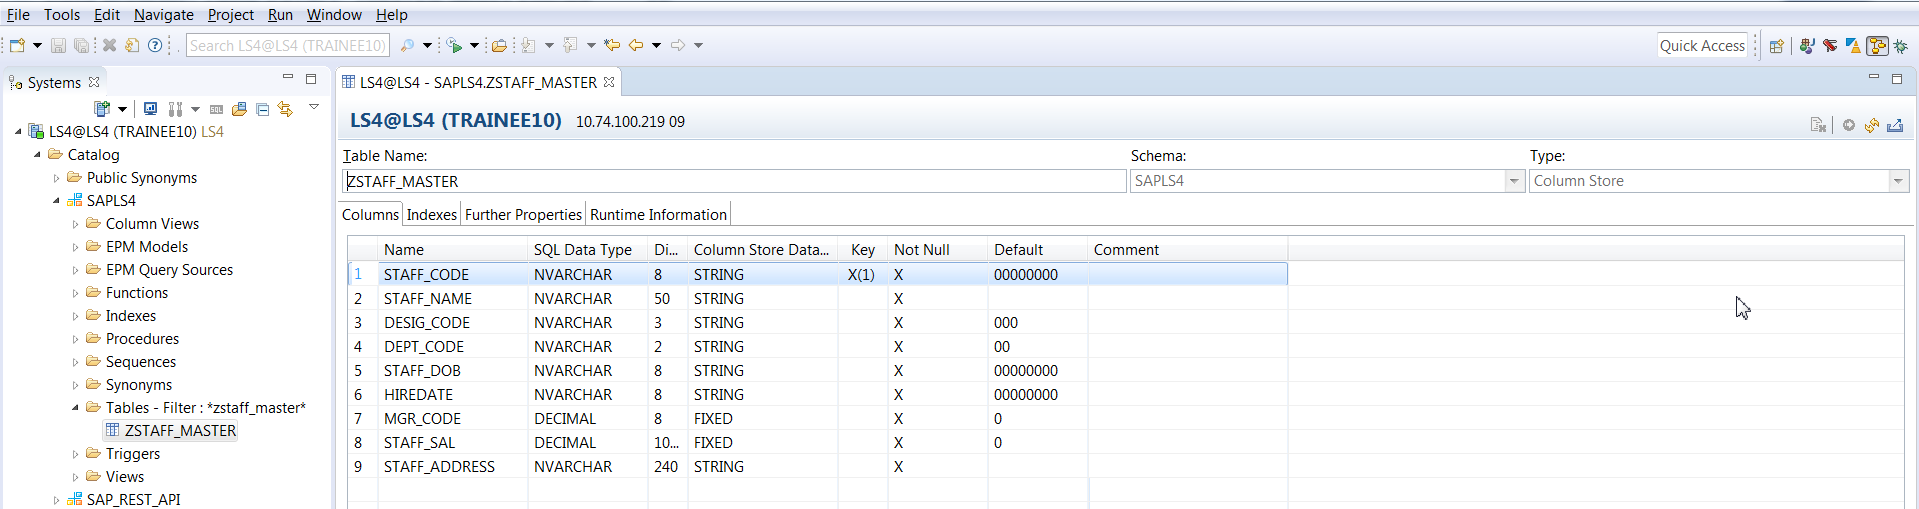 File Tools Edit Navigate Project Run Window Help
Search LS4@LS4 (TRAINEE10)
Quick Access
Systems
LS4@LS4 (TRAINEE10) LS4
Catalog
Public Synonyms
SAPLS4
Column Views
EPM Models
EPM Query Sources
Functions
Indexes
Procedures
Sequences
Synonyms
Tables - Filter : *zstaff_master*
ZSTAFF_MASTER
Triggers
Views
SAP_REST_API
LS4@LS4 - SAPLS4.ZSTAFF_MASTER
LS4@LS4 (TRAINEE10) 10.74.100.219 09
Table Name: Schema: Type:
ZSTAFF_MASTER SAPLS4 Column Store
Columns Indexes Further Properties Runtime Information
Name SQL Data Type Di... Column Store Data... Key Not Null Default Comment
1 STAFF_CODE NVARCHAR 8 STRING X(1) X 00000000
2 STAFF_NAME NVARCHAR 50 STRING X
3 DESIG_CODE NVARCHAR 3 STRING X 000
4 DEPT_CODE NVARCHAR 2 STRING X 00
5 STAFF_DOB NVARCHAR 8 STRING X 00000000
6 HIREDATE NVARCHAR 8 STRING X 00000000
7 MGR_CODE DECIMAL 8 FIXED X 0
8 STAFF_SAL DECIMAL 10... FIXED X 0
9 STAFF_ADDRESS NVARCHAR 240 STRING X